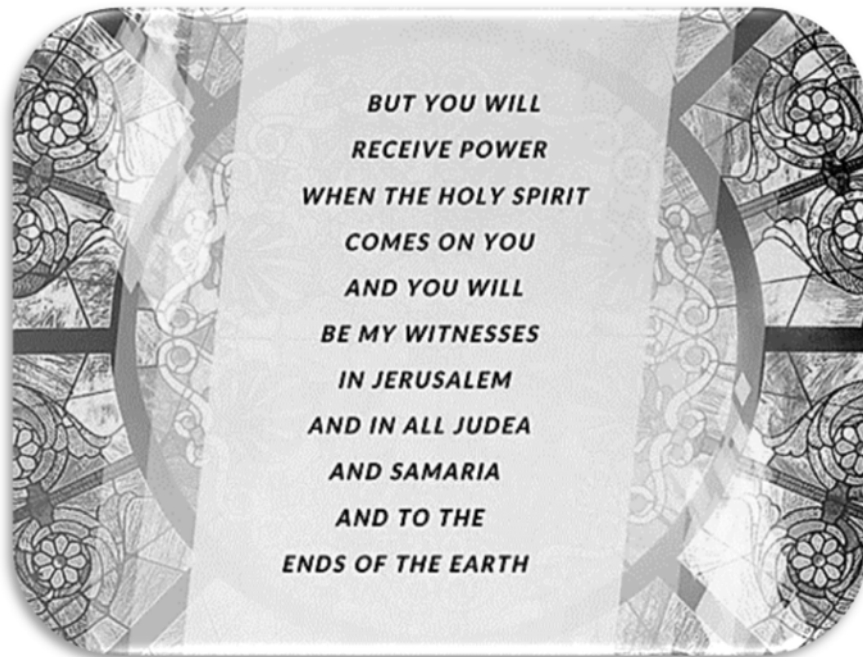 BUT YOU WILL
RECEIVE POWER
WHEN THE HOLY SPIRIT
COMES ON YOU
AND YOU WILL
BE MY WITNESSES
IN JERUSALEM
AND IN ALL JUDEA
AND SAMARIA
AND TO THE
ENDS OF THE EARTH